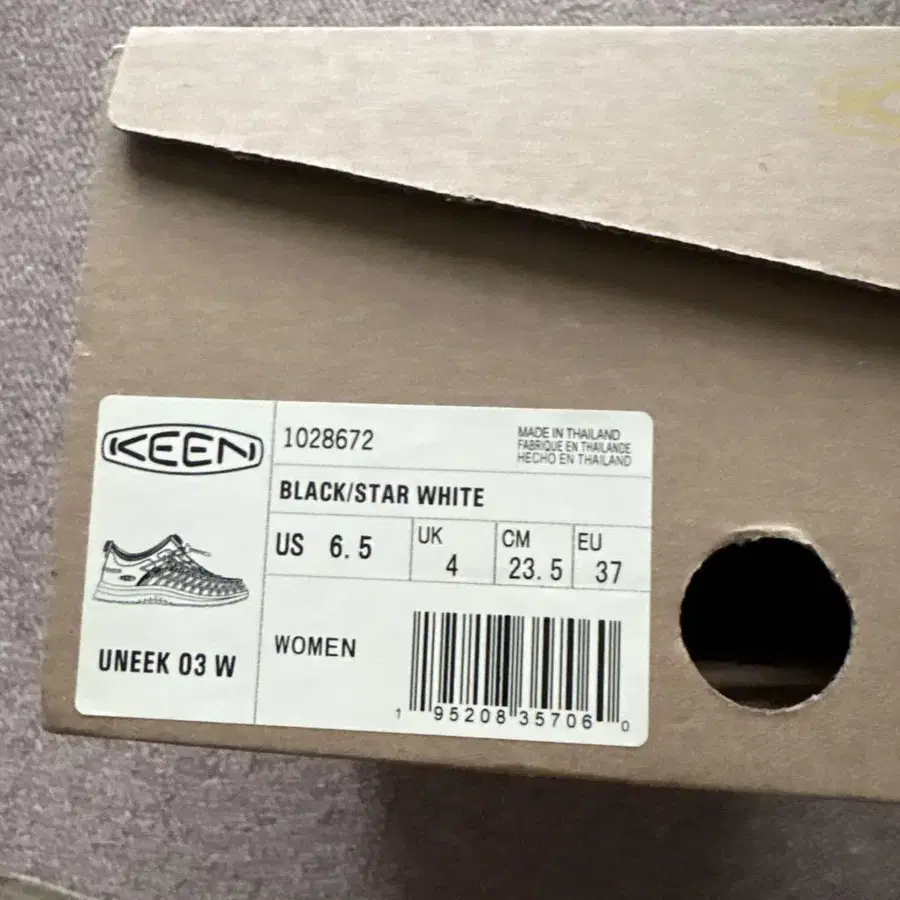 KEEN
1028672
MADE IN THAILAND
FABRIQUE EN THAILANDE
HECHO EN THAILAND
BLACK/STAR WHITE
US 6.5
UK 4
CM 23.5
EU 37
UNEEK 03 W
WOMEN
1 95208 35706 0